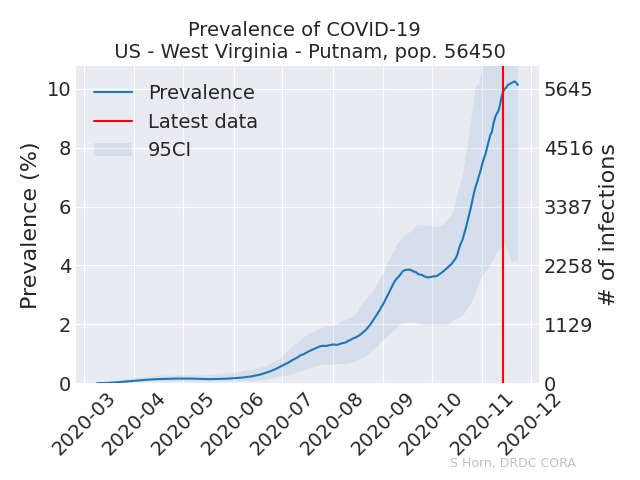 Prevalence of COVID-19
US - West Virginia - Putnam, pop. 56450
Prevalence
Latest data
95CI
Prevalence (%)
10
8
6
4
2
0
5645
4516
3387
2258
1129
0
# of infections
2020-03
2020-04
2020-05
2020-06
2020-07
2020-08
2020-09
2020-10
2020-11
2020-12
S Horn, DRDC CORA